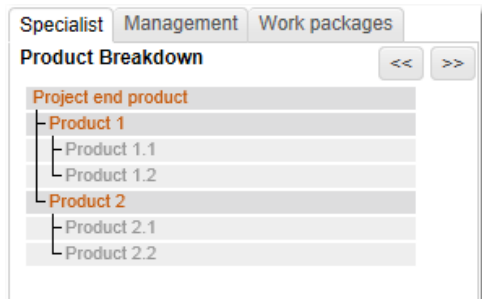 Specialist Management Work packages
Product Breakdown << >>
Project end product
Product 1
Product 1.1
Product 1.2
Product 2
Product 2.1
Product 2.2